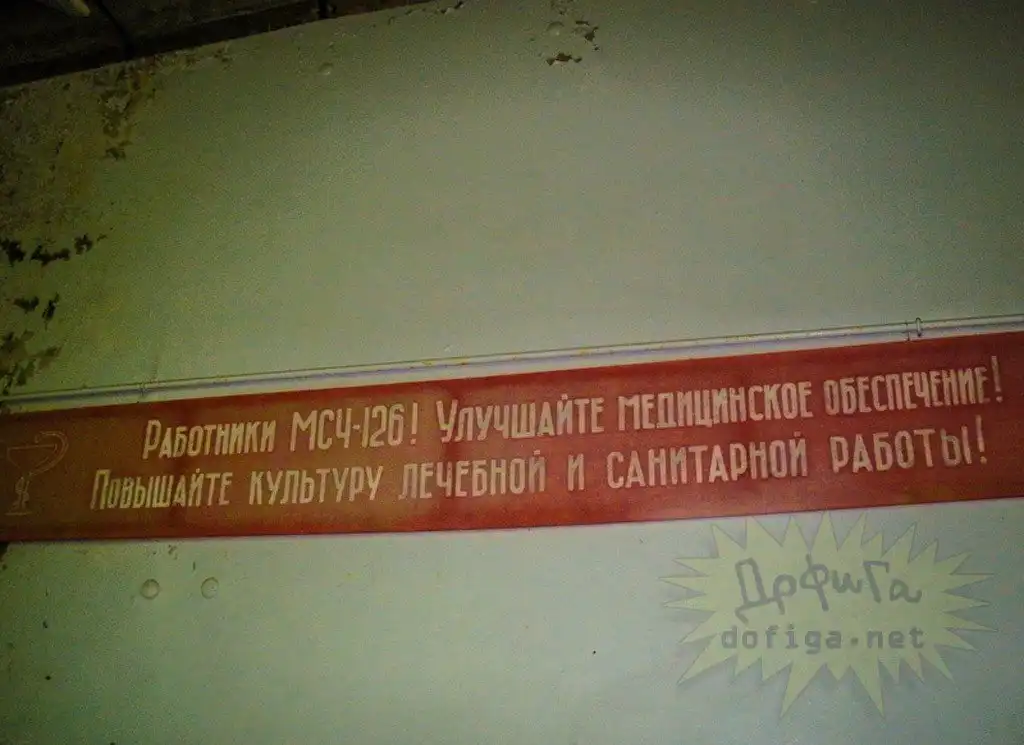 Работники МСЧ-126! Улучшайте медицинское обеспечение!
Повышайте культуру лечебной и санитарной работы!
ДофиГа
dofiga.net